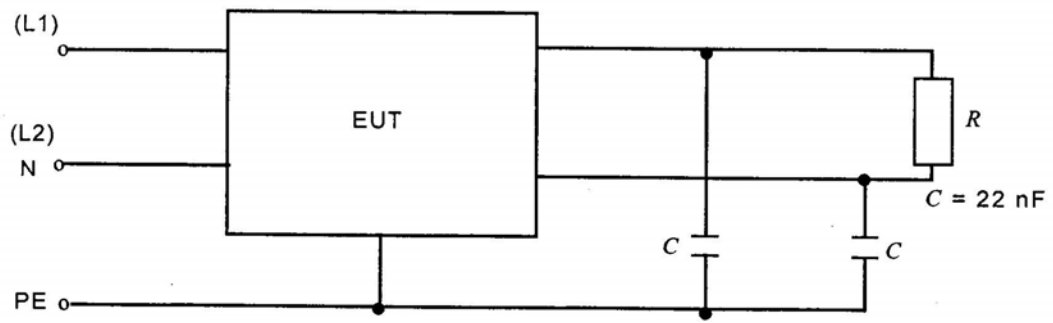 (L1)
EUT
R
(L2)
N
C = 22 nF
C
C
PE